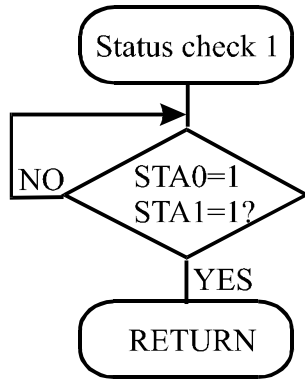 Status check 1
STA0=1
NO
STA1=1?
YES
RETURN